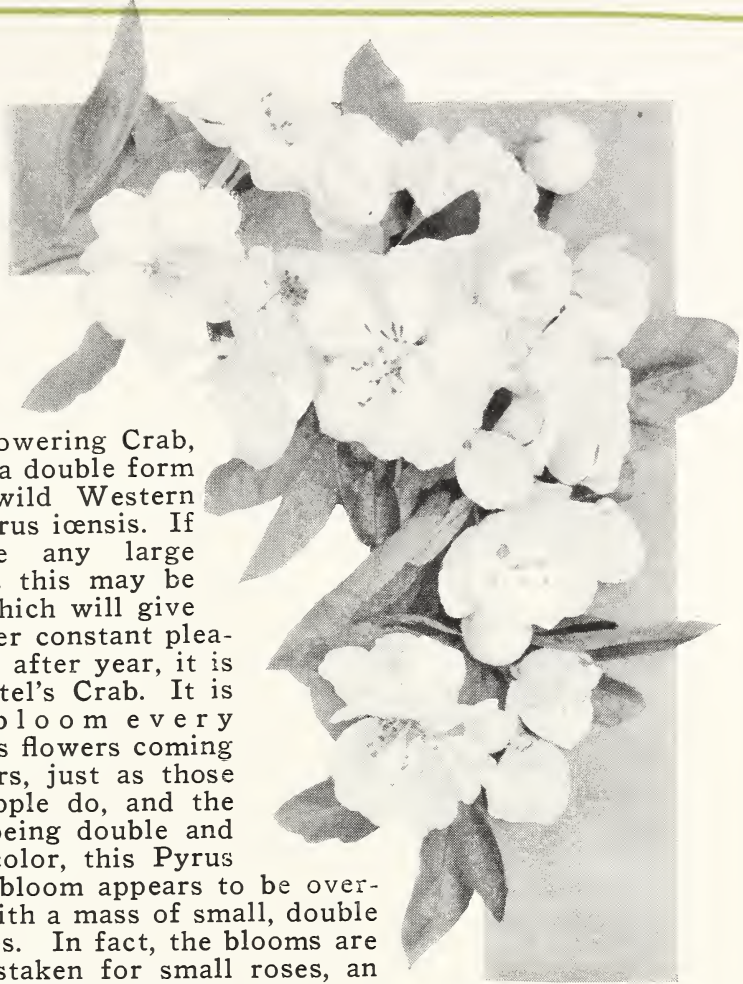 owering Crab,
a double form
wild Western
rus iœnsis. If
e any large
this may be
hich will give
er constant plea-
after year, it is
tel's Crab. It is
bloom every
s flowers coming
rs, just as those
pple do, and the
being double and
color, this Pyrus
bloom appears to be over-
ith a mass of small, double
s. In fact, the blooms are
staken for small roses, an